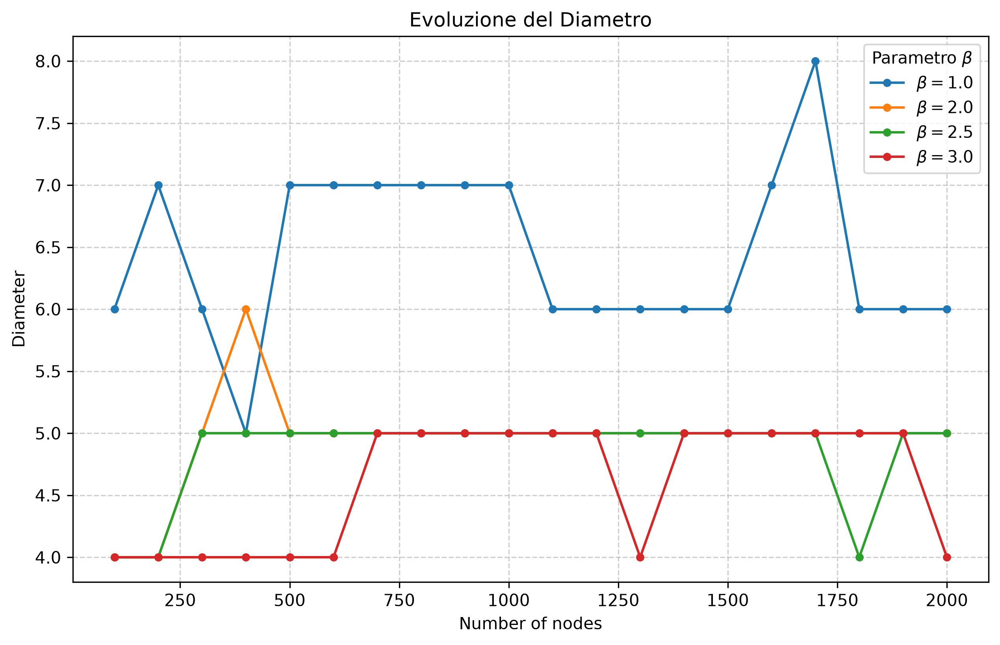 Evoluzione del Diametro
Parametro β
β = 1.0
β = 2.0
β = 2.5
β = 3.0
8.0
7.5
7.0
6.5
6.0
5.5
5.0
4.5
4.0
Diameter
250 500 750 1000 1250 1500 1750 2000
Number of nodes